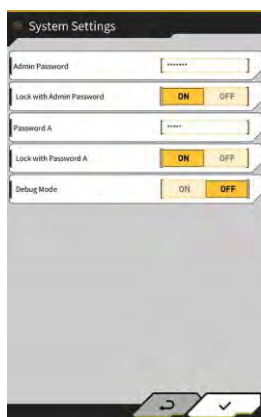 System Settings
Admin Password [ ······· ]
Lock with Admin Password ON OFF
Password A [ ····· ]
Lock with Password A ON OFF
Debug Mode ON OFF